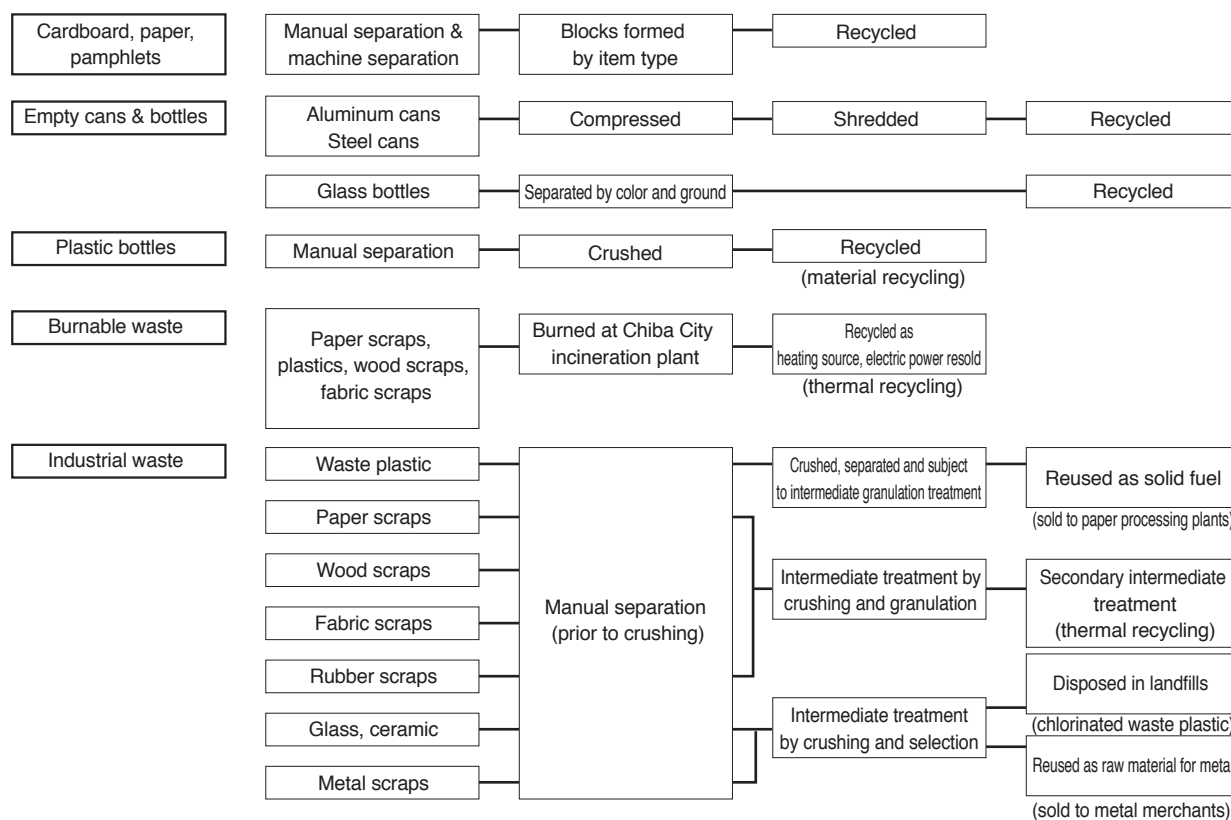 Cardboard, paper,
pamphlets
Manual separation &
machine separation
Blocks formed
by item type
Recycled
Empty cans & bottles
Aluminum cans
Steel cans
Compressed
Shredded
Recycled
Glass bottles
Separated by color and ground
Recycled
Plastic bottles
Manual separation
Crushed
Recycled
(material recycling)
Burnable waste
Paper scraps,
plastics, wood scraps,
fabric scraps
Burned at Chiba City
incineration plant
Recycled as
heating source, electric power resold
(thermal recycling)
Industrial waste
Waste plastic
Paper scraps
Wood scraps
Fabric scraps
Rubber scraps
Glass, ceramic
Metal scraps
Manual separation
(prior to crushing)
Crushed, separated and subject
to intermediate granulation treatment
Reused as solid fuel
(sold to paper processing plants)
Intermediate treatment by
crushing and granulation
Secondary intermediate
treatment
(thermal recycling)
Intermediate treatment
by crushing and selection
Disposed in landfills
(chlorinated waste plastic)
Reused as raw material for metal
(sold to metal merchants)